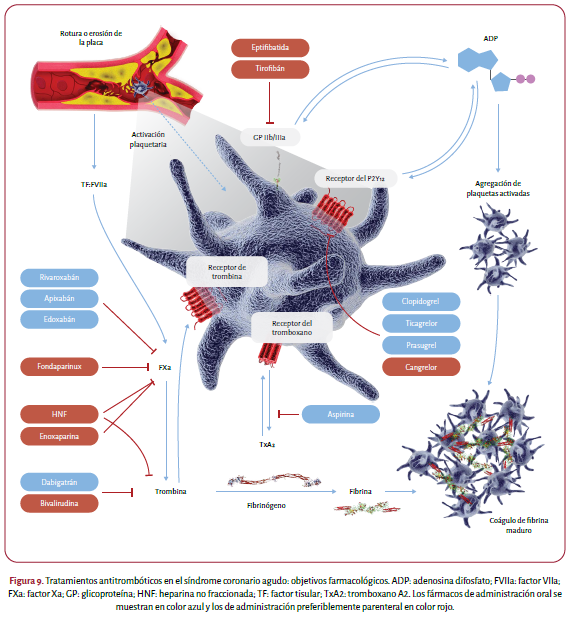 Rotura o erosión de
la placa
Eptifibatida
Tirofibán
ADP
Activación
plaquetaria
GP IIb/IIIa
Receptor del P2Y₁₂
TF:FVIIa
Agregación de
plaquetas activadas
Receptor de
trombina
Rivaroxabán
Apixabán
Edoxabán
Receptor del
tromboxano
Clopidogrel
Ticagrelor
Prasugrel
Cangrelor
Fondaparinux
FXa
HNF
Enoxaparina
Aspirina
TxA₂
Dabigatrán
Bivalirudina
Trombina
Fibrinógeno
Fibrina
Coágulo de fibrina
maduro
Figura 9. Tratamientos antitrombóticos en el síndrome coronario agudo: objetivos farmacológicos. ADP: adenosina difosfato; FVIIa: factor VIIa;
FXa: factor Xa; GP: glicoproteína; HNF: heparina no fraccionada; TF: factor tisular; TxA2: tromboxano A2. Los fármacos de administración oral se
muestran en color azul y los de administración preferiblemente parenteral en color rojo.